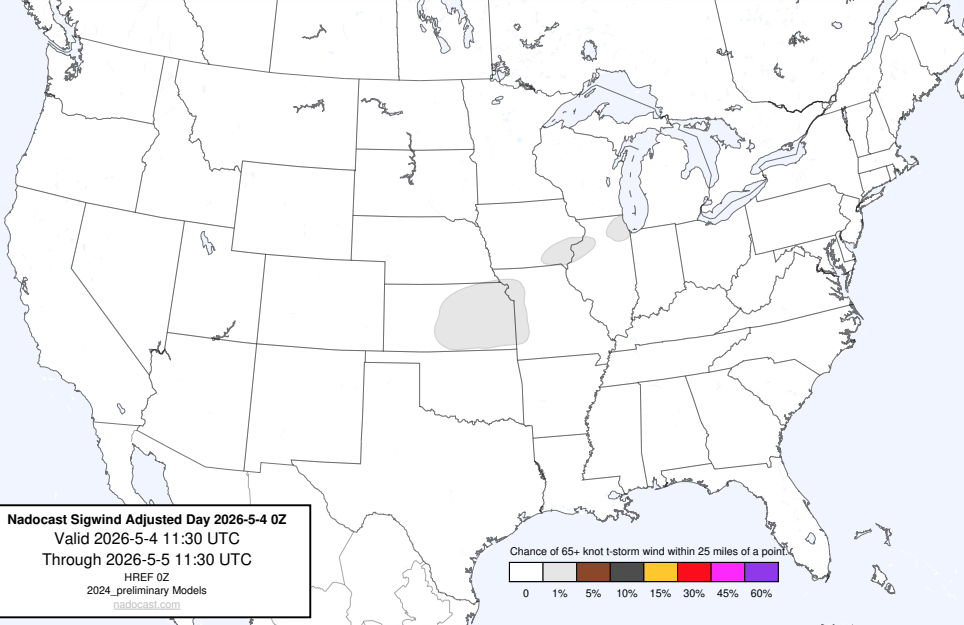 Nadocast Sigwind Adjusted Day 2026-5-4 0Z
Valid 2026-5-4 11:30 UTC
Through 2026-5-5 11:30 UTC
HREF 0Z
2024_preliminary Models
nadocast.com
Chance of 65+ knot t-storm wind within 25 miles of a point.
0 1% 5% 10% 15% 30% 45% 60%